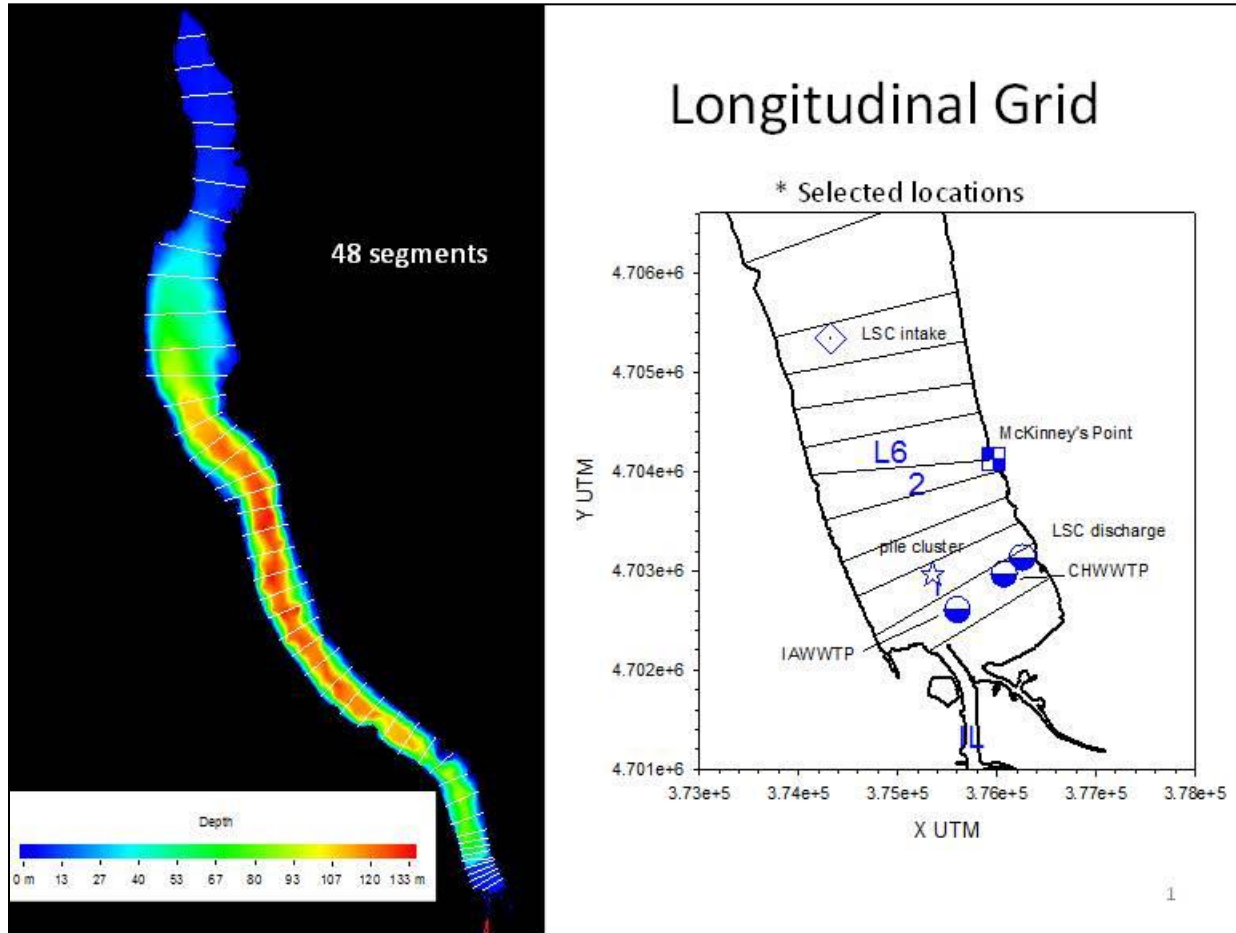 48 segments
Depth
0 m 13 27 40 53 67 80 93 107 120 133 m
Longitudinal Grid
* Selected locations
4.706e+6
LSC intake
4.705e+6
McKinney's Point
L6
4.704e+6
2
Y UTM
LSC discharge
pile cluster
4.703e+6
CHWWTP
1
IAWWTP
4.702e+6
IL
4.701e+6
3.73e+5 3.74e+5 3.75e+5 3.76e+5 3.77e+5 3.78e+5
X UTM
1